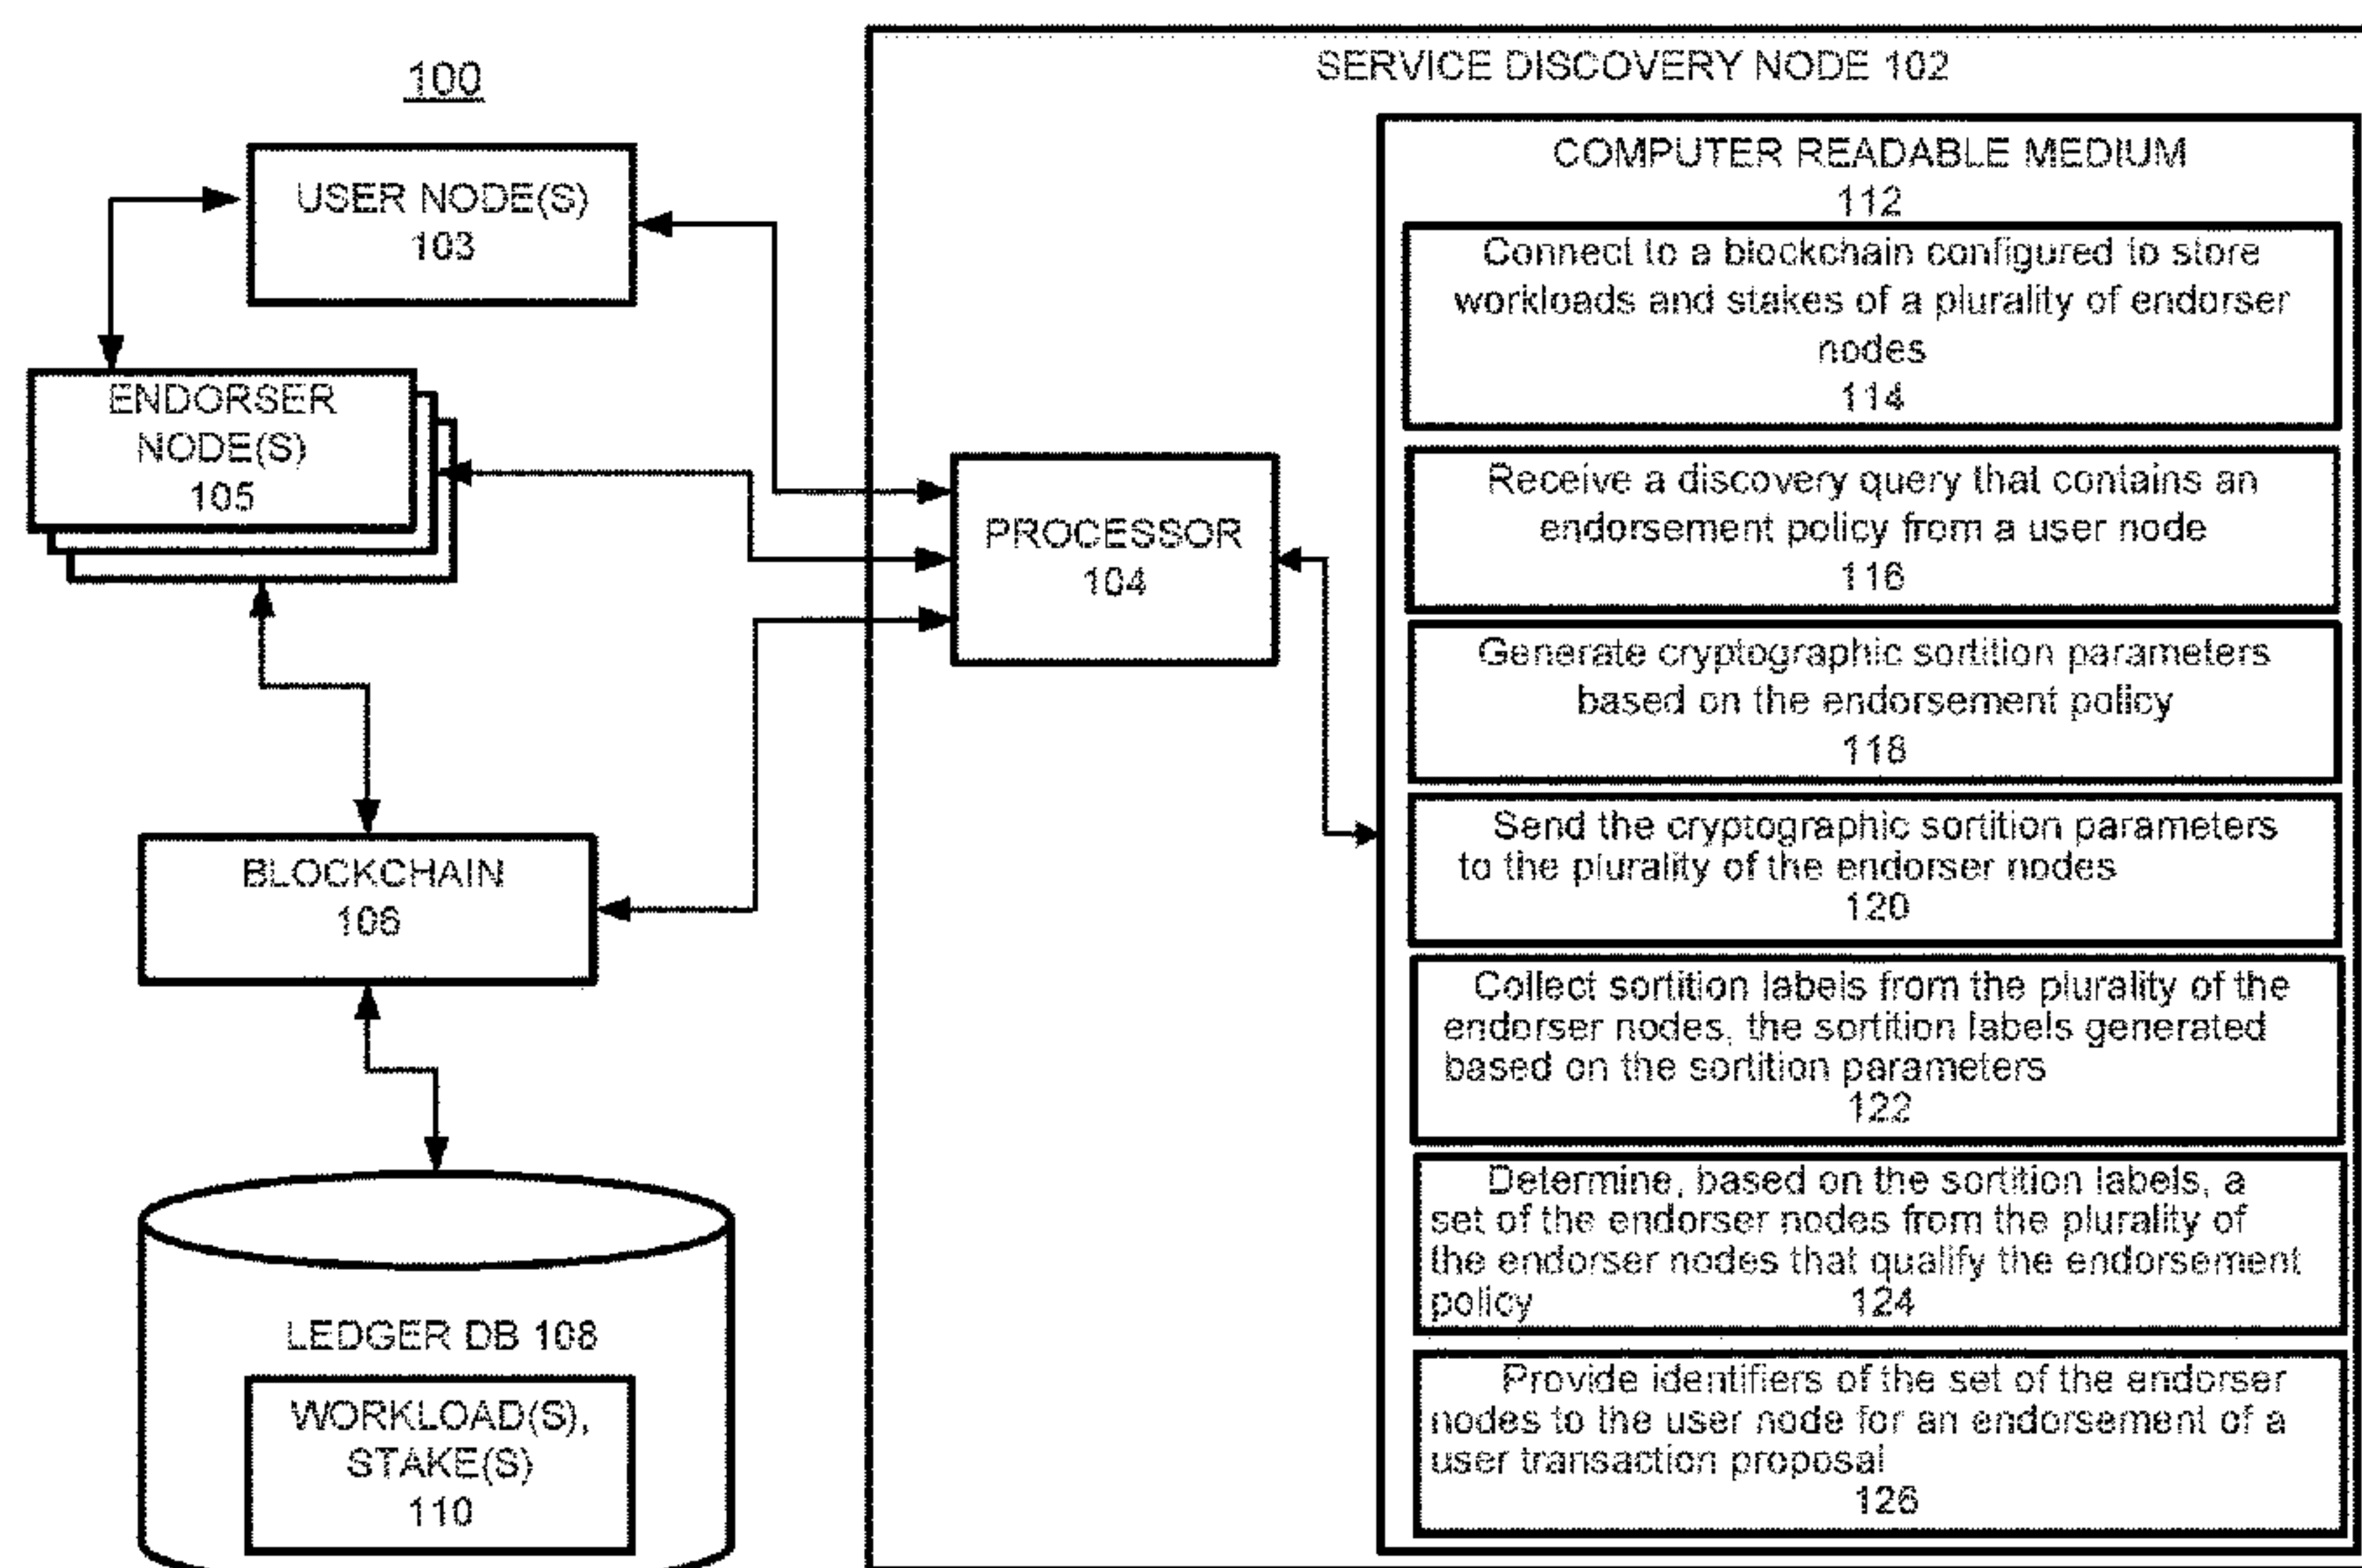 100
USER NODE(S)
103
ENDORSER
NODE(S)
105
BLOCKCHAIN
106
LEDGER DB 108
WORKLOAD(S),
STAKE(S)
110
SERVICE DISCOVERY NODE 102
PROCESSOR
104
COMPUTER READABLE MEDIUM
112
Connect to a blockchain configured to store
workloads and stakes of a plurality of endorser
nodes
114
Receive a discovery query that contains an
endorsement policy from a user node
116
Generate cryptographic sortition parameters
based on the endorsement policy
118
Send the cryptographic sortition parameters
to the plurality of the endorser nodes
120
Collect sortition labels from the plurality of the
endorser nodes, the sortition labels generated
based on the sortition parameters
122
Determine, based on the sortition labels, a
set of the endorser nodes from the plurality of
the endorser nodes that qualify the endorsement
policy 124
Provide identifiers of the set of the endorser
nodes to the user node for an endorsement of a
user transaction proposal
126